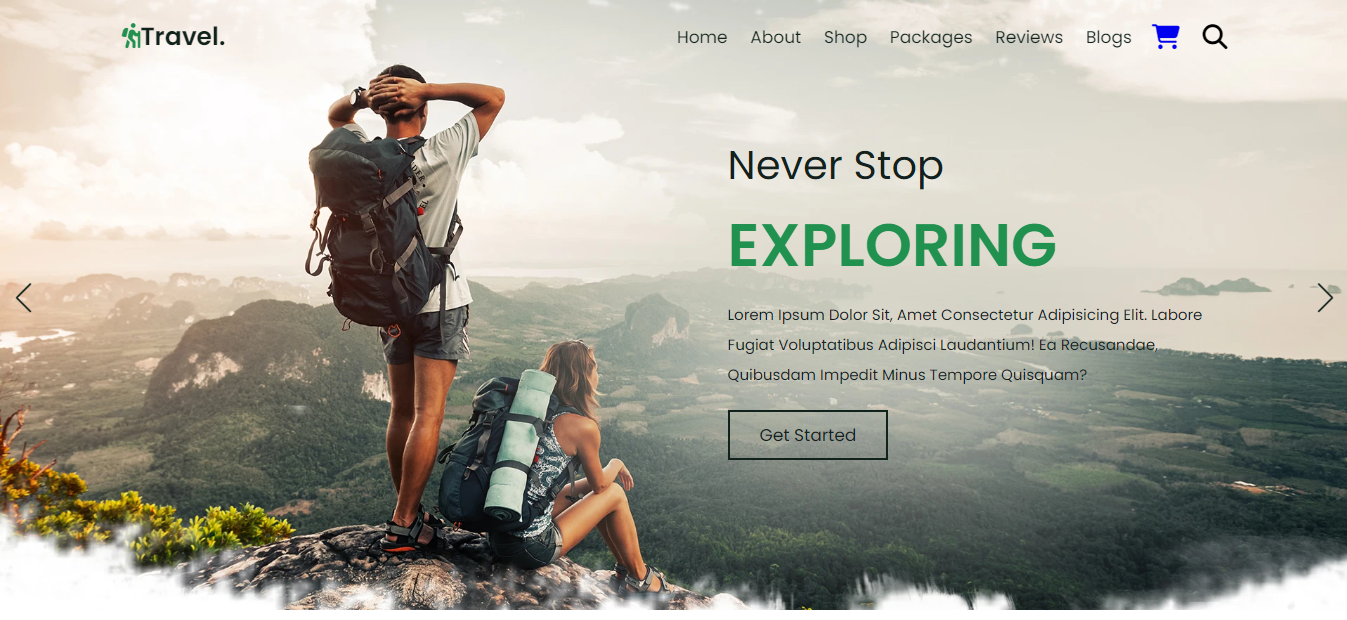 Travel.
Home About Shop Packages Reviews Blogs
Never Stop
EXPLORING
Lorem Ipsum Dolor Sit, Amet Consectetur Adipisicing Elit. Labore
Fugiat Voluptatibus Adipisci Laudantium! Ea Recusandae,
Quibusdam Impedit Minus Tempore Quisquam?
Get Started